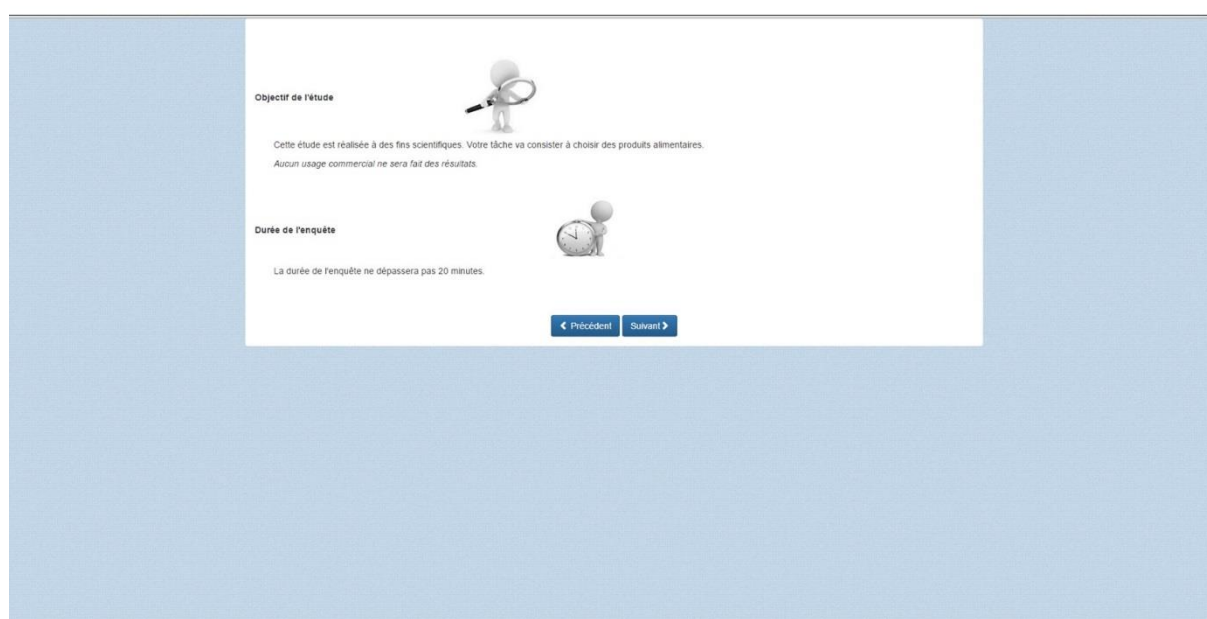 Objectif de l'étude
Cette étude est réalisée à des fins scientifiques. Votre tâche va consister à choisir des produits alimentaires.
Aucun usage commercial ne sera fait des résultats.
Durée de l'enquête
La durée de l'enquête ne dépassera pas 20 minutes.
Précédent Suivant